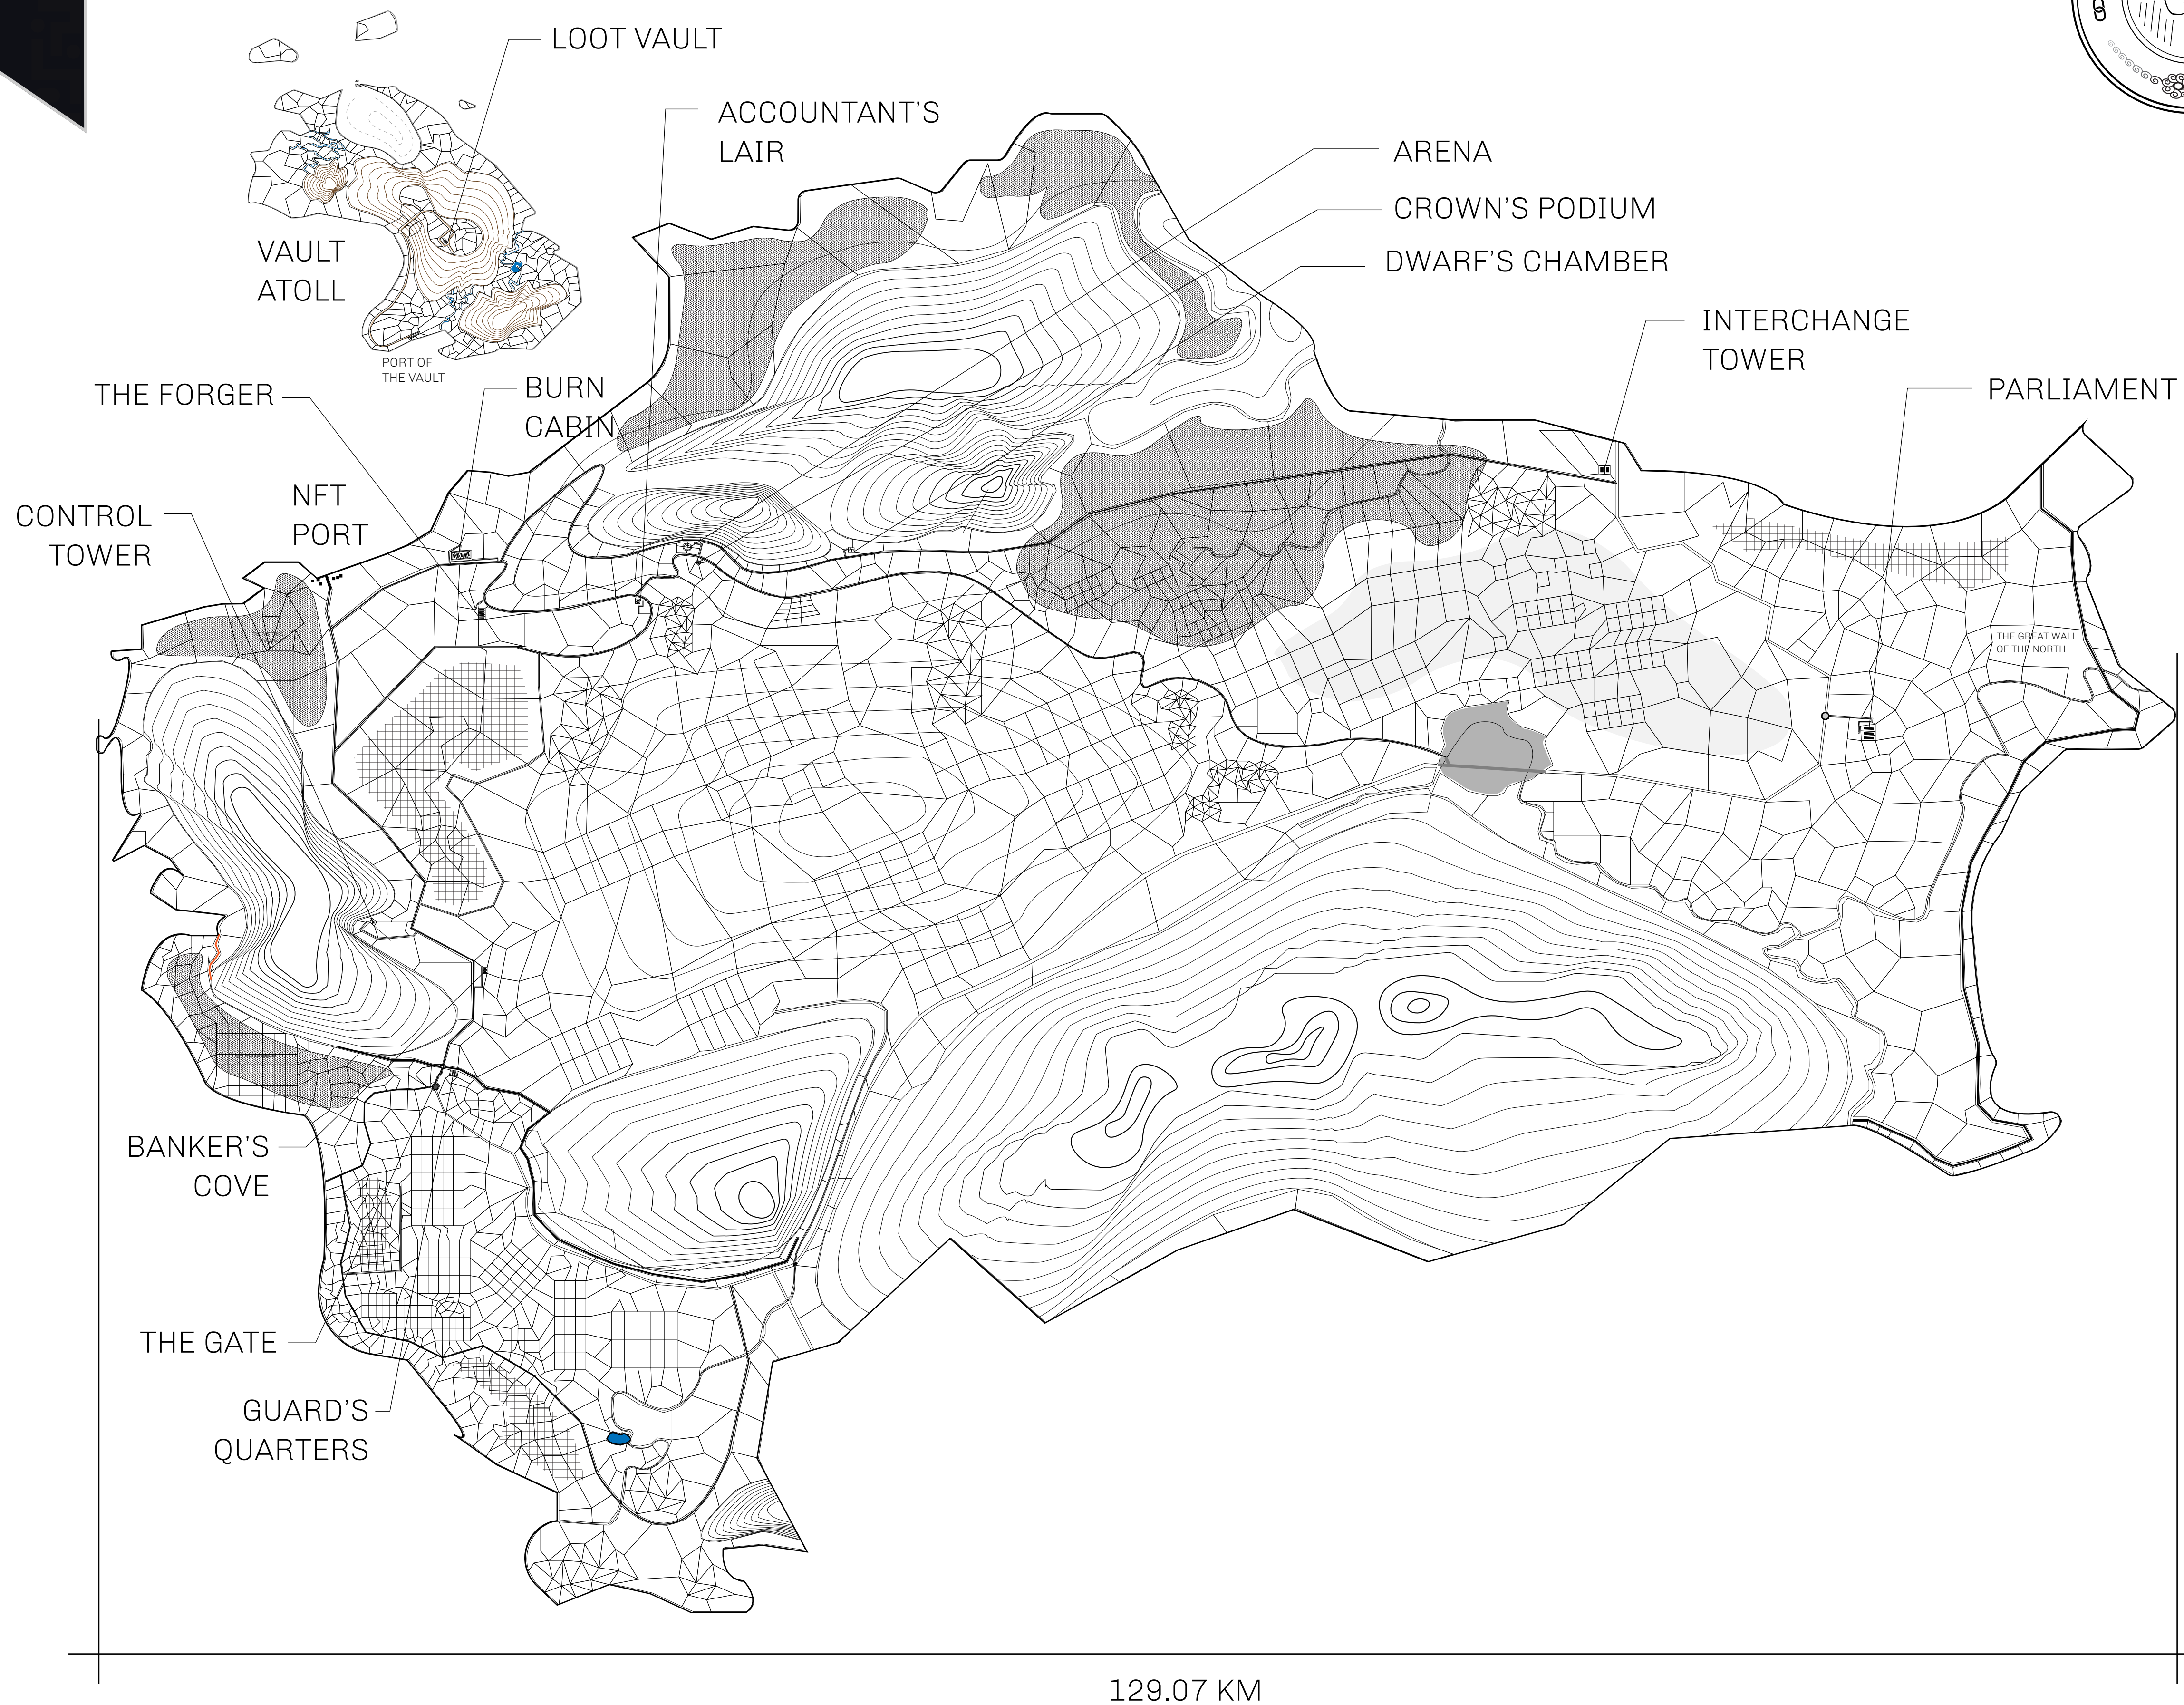 LOOT VAULT
ACCOUNTANT'S
LAIR
ARENA
CROWN'S PODIUM
DWARF'S CHAMBER
VAULT
ATOLL
PORT OF
THE VAULT
INTERCHANGE
TOWER
PARLIAMENT
THE FORGER
BURN
CABIN
NFT
PORT
CONTROL
TOWER
THE GREAT WALL
OF THE NORTH
BANKER'S
COVE
THE GATE
GUARD'S
QUARTERS
129.07 KM